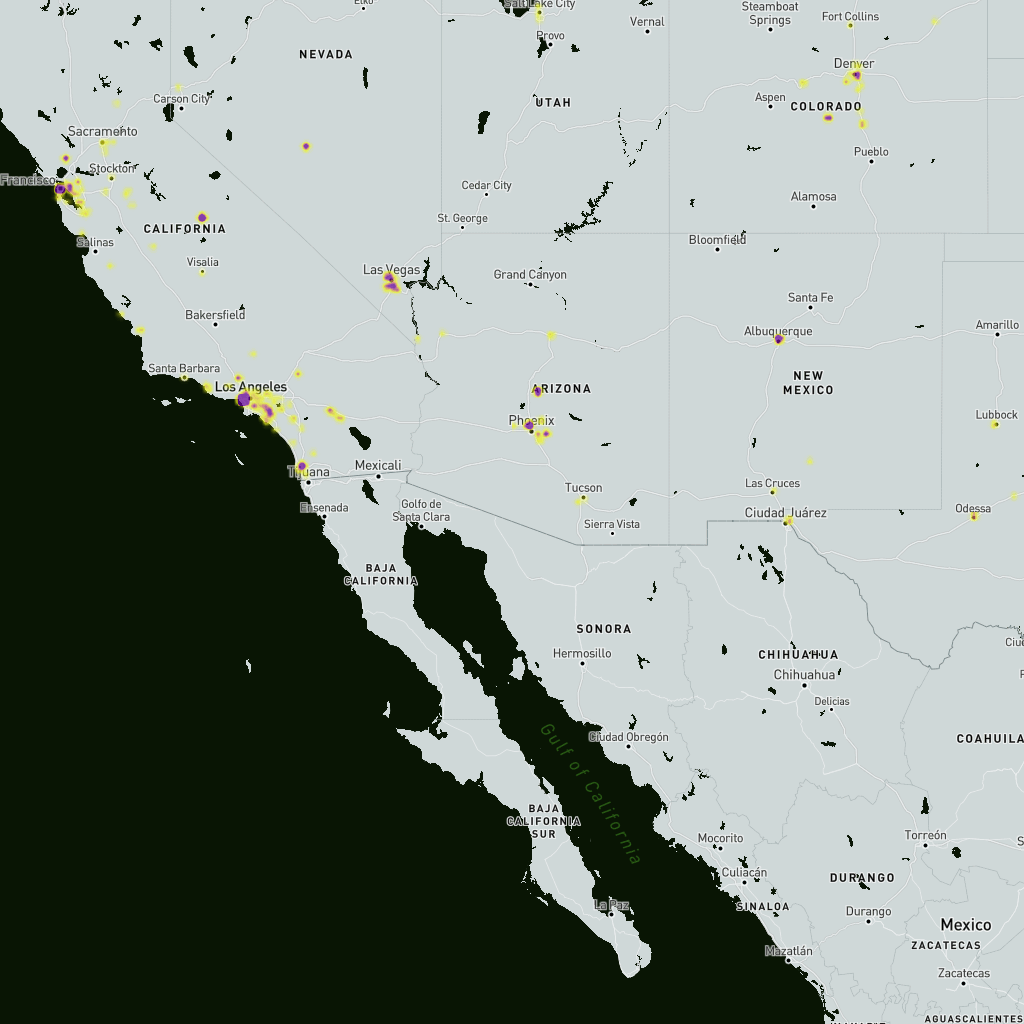 Elko
Salt Lake City
Vernal
Steamboat
Springs
Fort Collins
Provo
NEVADA
Denver
Carson City
UTAH
Aspen
COLORADO
Sacramento
Stockton
Francisco
Pueblo
Cedar City
Alamosa
CALIFORNIA
St. George
Salinas
Bloomfield
Visalia
Las Vegas
Grand Canyon
Santa Fe
Bakersfield
Albuquerque
Amarillo
Santa Barbara
Los Angeles
ARIZONA
NEW
MEXICO
Phoenix
Lubbock
Tijuana
Mexicali
Tucson
Las Cruces
Ensenada
Golfo de
Santa Clara
Sierra Vista
Ciudad Juárez
Odessa
BAJA
CALIFORNIA
SONORA
Hermosillo
CHIHUAHUA
Chihuahua
Delicias
Gulf of California
Ciudad Obregón
COAHUILA
BAJA
CALIFORNIA
SUR
Mocorito
Torreón
Culiacán
DURANGO
La Paz
SINALOA
Durango
Mexico
ZACATECAS
Mazatlán
Zacatecas
AGUASCALIENTES